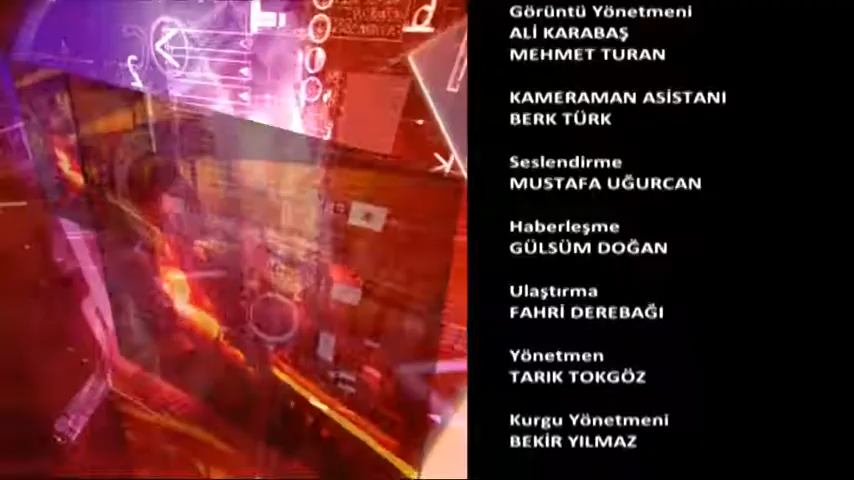 Görüntü Yönetmeni
ALİ KARABAŞ
MEHMET TURAN
KAMERAMAN ASİSTANI
BERK TÜRK
Seslendirme
MUSTAFA UĞURCAN
Haberleşme
GÜLSÜM DOĞAN
Ulaştırma
FAHRİ DEREBAĞI
Yönetmen
TARIK TOKGÖZ
Kurgu Yönetmeni
BEKİR YILMAZ